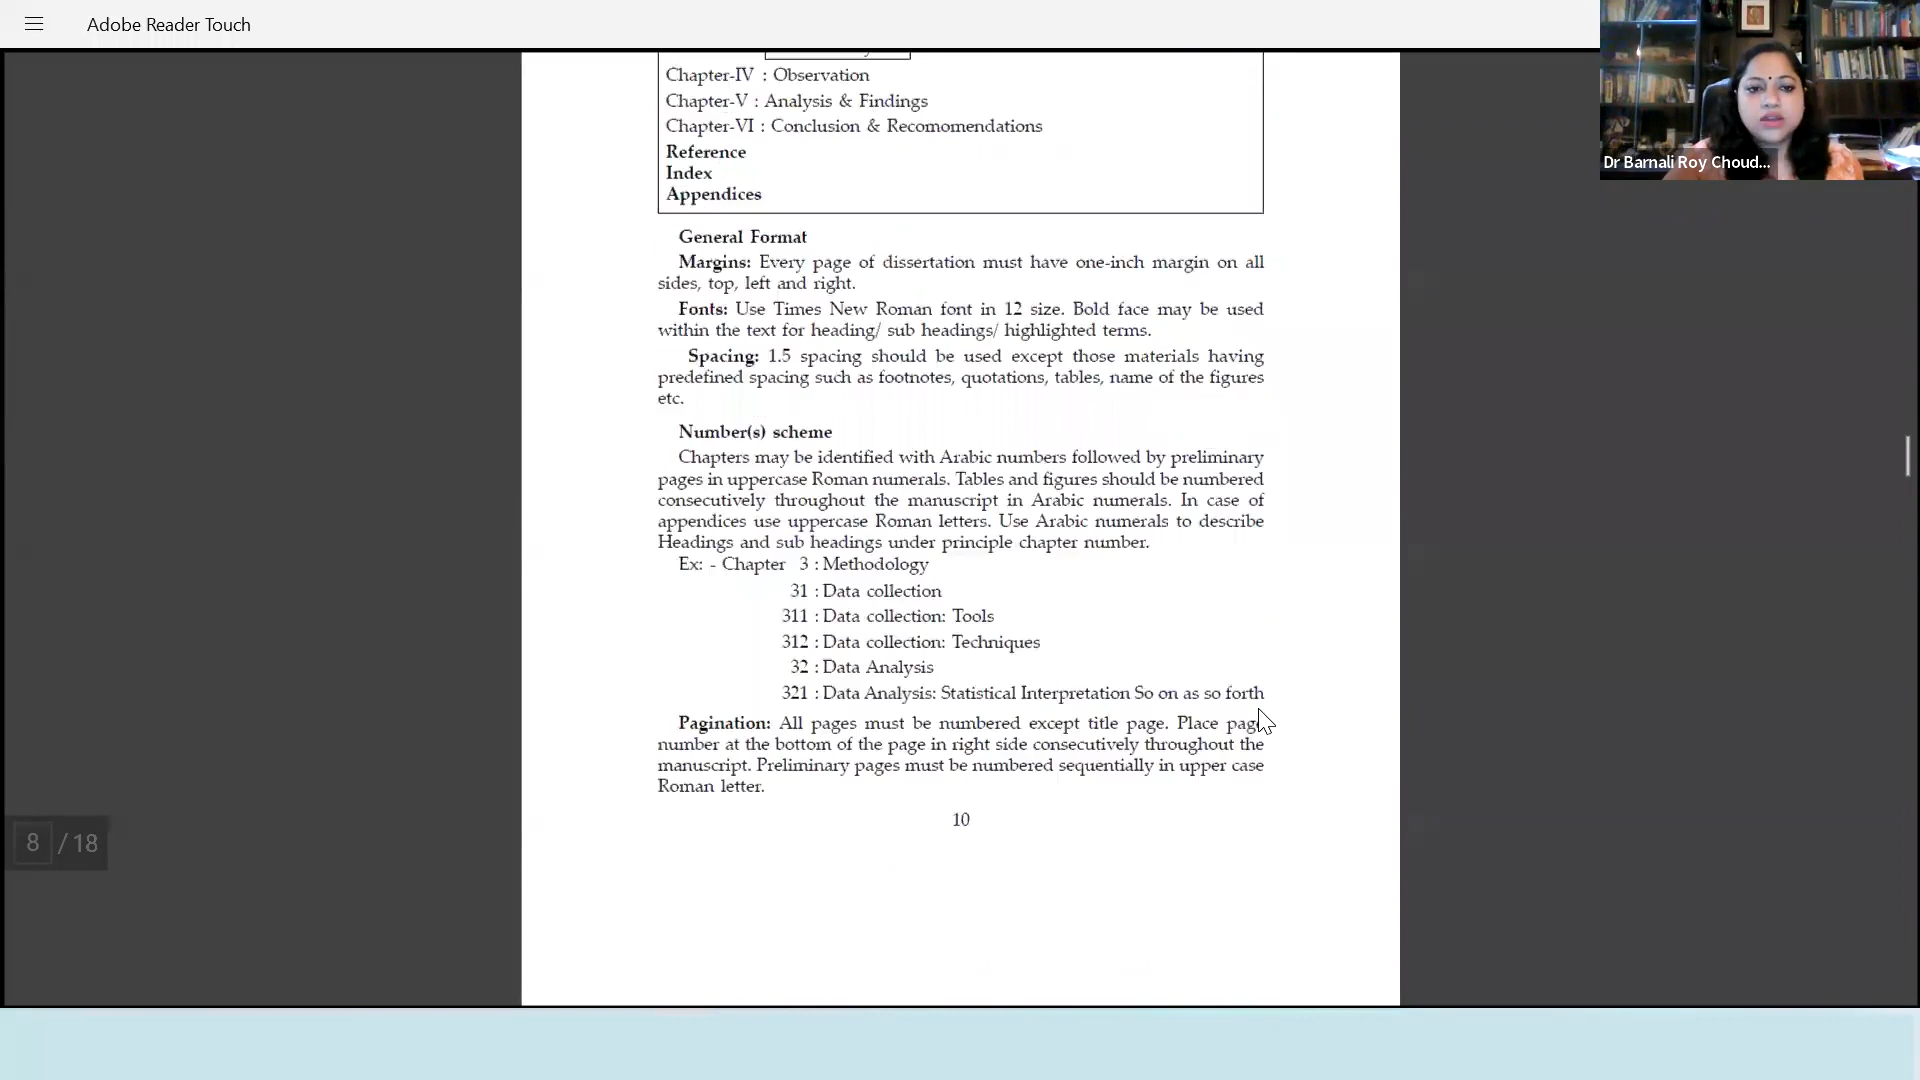 Adobe Reader Touch
Chapter-IV : Observation
Chapter-V : Analysis & Findings
Chapter-VI : Conclusion & Recomomendations
Reference
Index
Appendices
General Format
Margins: Every page of dissertation must have one-inch margin on all
sides, top, left and right.
Fonts: Use Times New Roman font in 12 size. Bold face may be used
within the text for heading/ sub headings/ highlighted terms.
Spacing: 1.5 spacing should be used except those materials having
predefined spacing such as footnotes, quotations, tables, name of the figures
etc.
Number(s) scheme
Chapters may be identified with Arabic numbers followed by preliminary
pages in uppercase Roman numerals. Tables and figures should be numbered
consecutively throughout the manuscript in Arabic numerals. In case of
appendices use uppercase Roman letters. Use Arabic numerals to describe
Headings and sub headings under principle chapter number.
Ex: - Chapter 3 : Methodology
31 : Data collection
311 : Data collection: Tools
312 : Data collection: Techniques
32 : Data Analysis
321 : Data Analysis: Statistical Interpretation So on as so forth
Pagination: All pages must be numbered except title page. Place page
number at the bottom of the page in right side consecutively throughout the
manuscript. Preliminary pages must be numbered sequentially in upper case
Roman letter.
10
8 / 18
Dr Barnali Roy Choud...